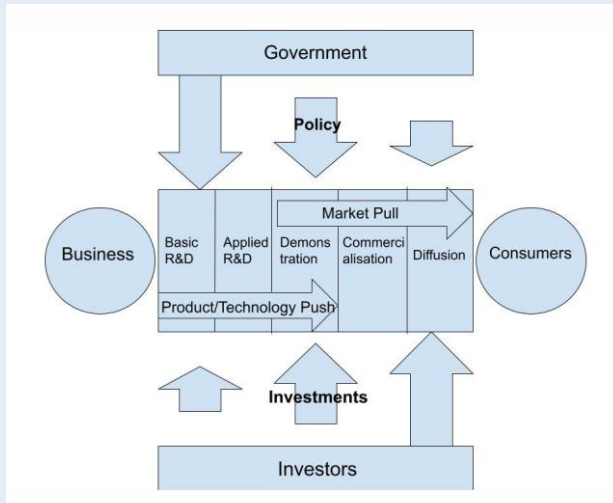 Government
Policy
Market Pull
Business
Basic
R&D
Applied
R&D
Demons
tration
Commerci
alisation
Diffusion
Consumers
Product/Technology Push
Investments
Investors